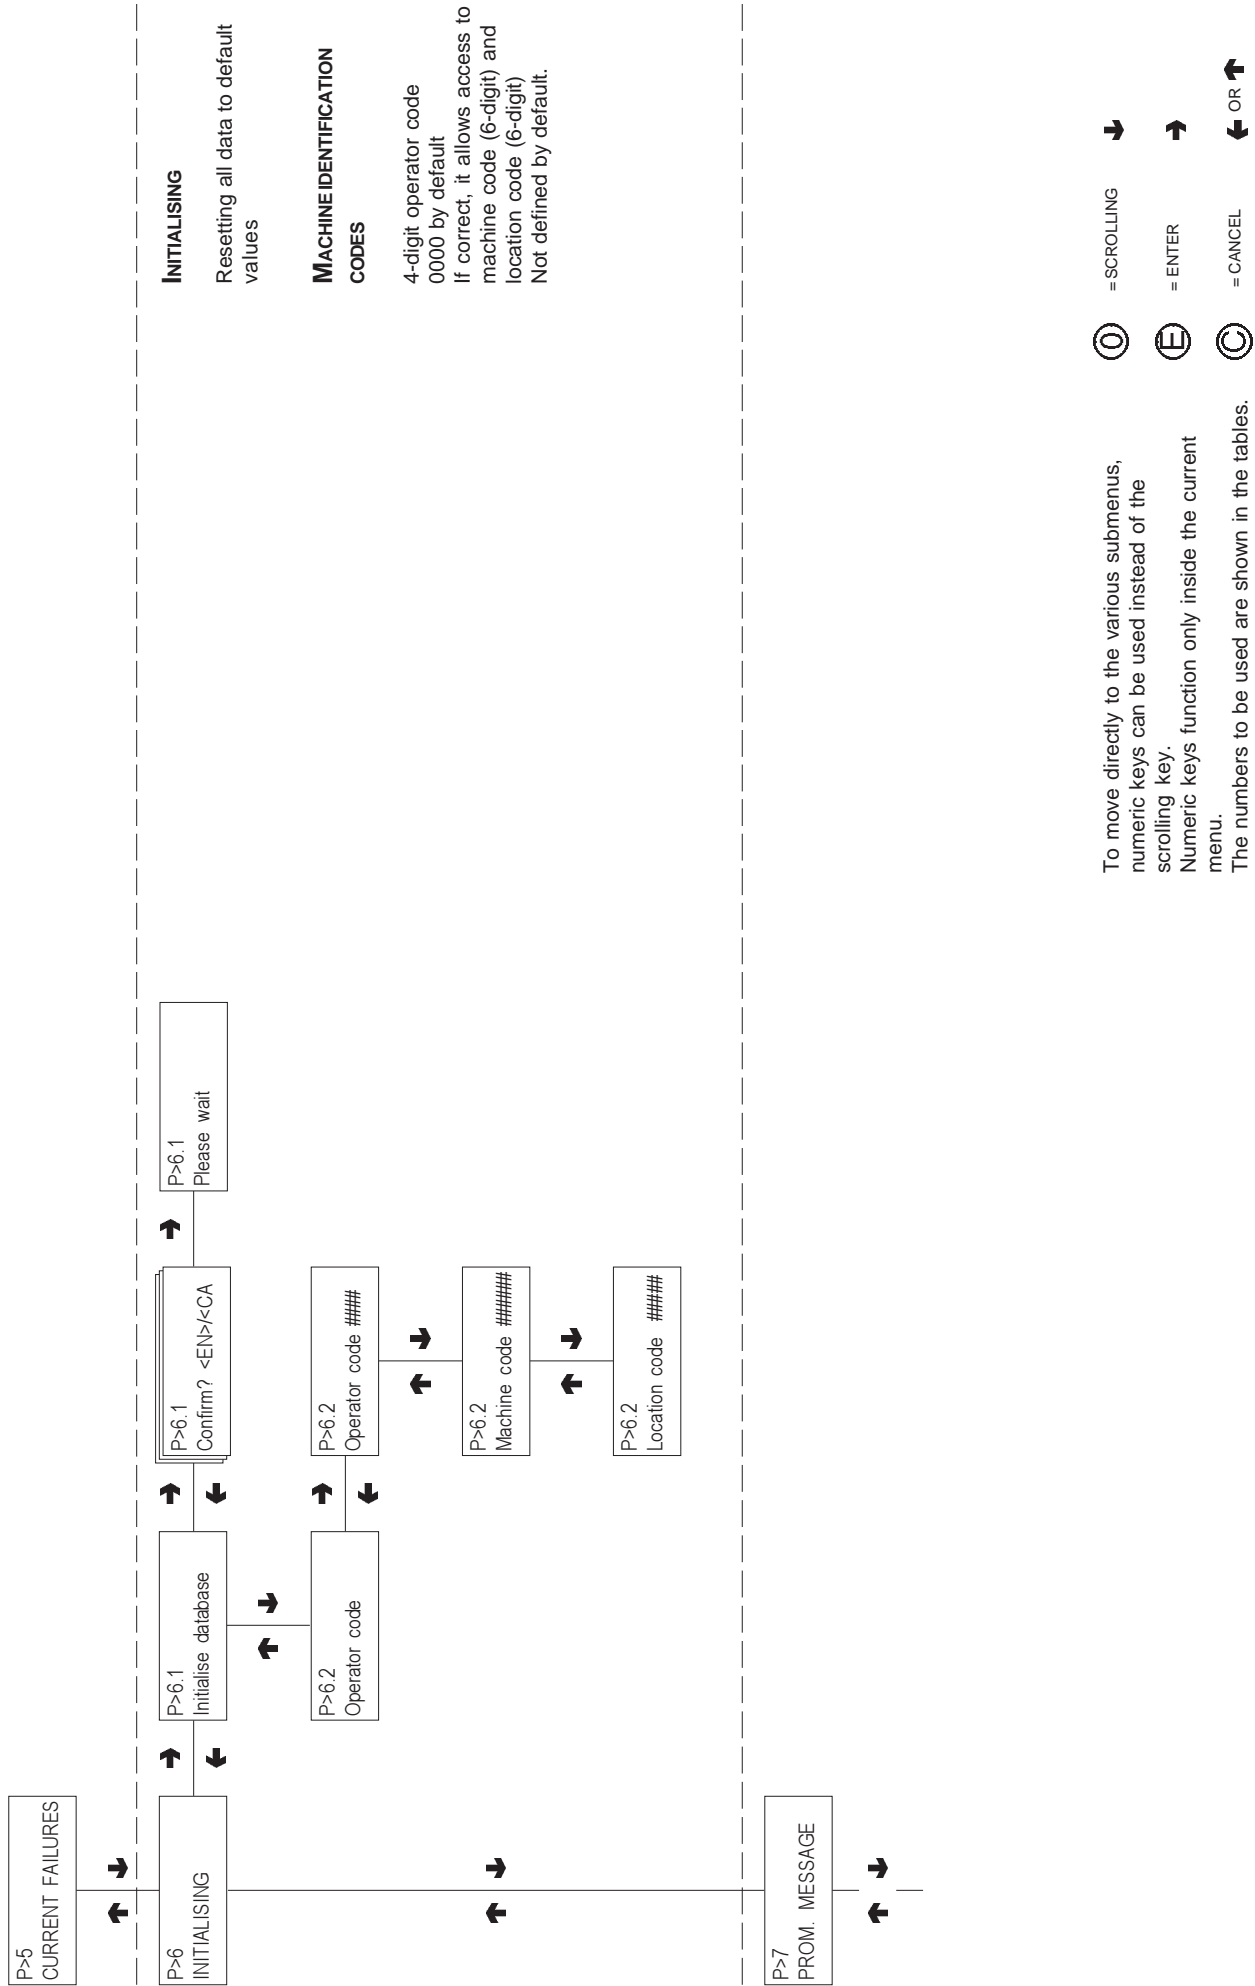 P>5
CURRENT FAILURES
P>6
INITIALISING
P>6.1
Initialise database
P>6.1
Confirm? <EN>/<CA
P>6.1
Please wait
P>6.2
Operator code
P>6.2
Operator code ####
P>6.2
Machine code ######
P>6.2
Location code #####
P>7
PROM. MESSAGE
INITIALISING
Resetting all data to default
values
MACHINE IDENTIFICATION
CODES
4-digit operator code
0000 by default
If correct, it allows access to
machine code (6-digit) and
location code (6-digit)
Not defined by default.
To move directly to the various submenus,
numeric keys can be used instead of the
scrolling key.
Numeric keys function only inside the current
menu.
The numbers to be used are shown in the tables.
0 = SCROLLING
E = ENTER
C = CANCEL OR